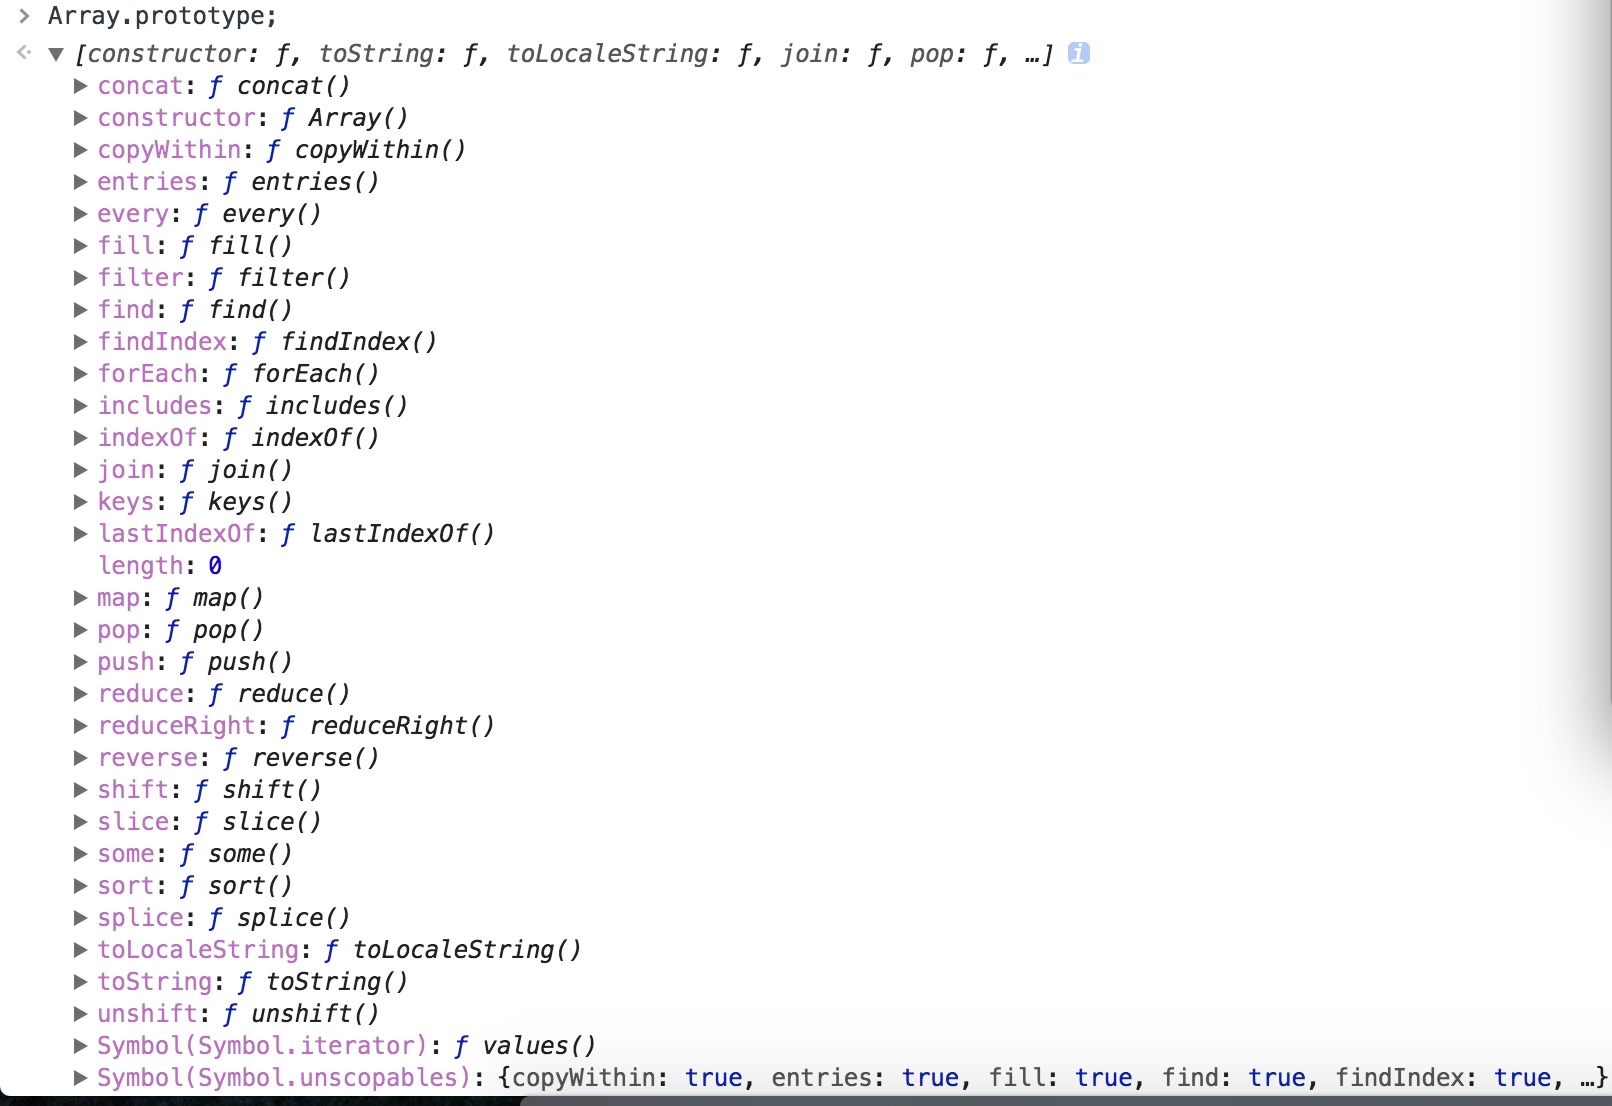 > Array.prototype;
<· ▼ [constructor: ƒ, toString: ƒ, toLocaleString: ƒ, join: ƒ, pop: ƒ, …] i
▶ concat: ƒ concat()
▶ constructor: ƒ Array()
▶ copyWithin: ƒ copyWithin()
▶ entries: ƒ entries()
▶ every: ƒ every()
▶ fill: ƒ fill()
▶ filter: ƒ filter()
▶ find: ƒ find()
▶ findIndex: ƒ findIndex()
▶ forEach: ƒ forEach()
▶ includes: ƒ includes()
▶ indexOf: ƒ indexOf()
▶ join: ƒ join()
▶ keys: ƒ keys()
▶ lastIndexOf: ƒ lastIndexOf()
length: 0
▶ map: ƒ map()
▶ pop: ƒ pop()
▶ push: ƒ push()
▶ reduce: ƒ reduce()
▶ reduceRight: ƒ reduceRight()
▶ reverse: ƒ reverse()
▶ shift: ƒ shift()
▶ slice: ƒ slice()
▶ some: ƒ some()
▶ sort: ƒ sort()
▶ splice: ƒ splice()
▶ toLocaleString: ƒ toLocaleString()
▶ toString: ƒ toString()
▶ unshift: ƒ unshift()
▶ Symbol(Symbol.iterator): ƒ values()
▶ Symbol(Symbol.unscopables): {copyWithin: true, entries: true, fill: true, find: true, findIndex: true, …}